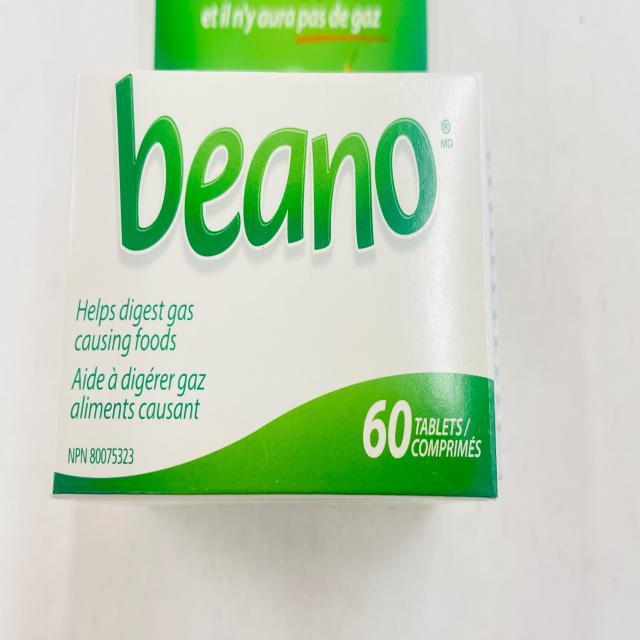 et il n'y aura pas de gaz
beano
®
MD
Helps digest gas
causing foods
Aide à digérer gaz
aliments causant
NPN 80075323
60 TABLETS/
COMPRIMÉS